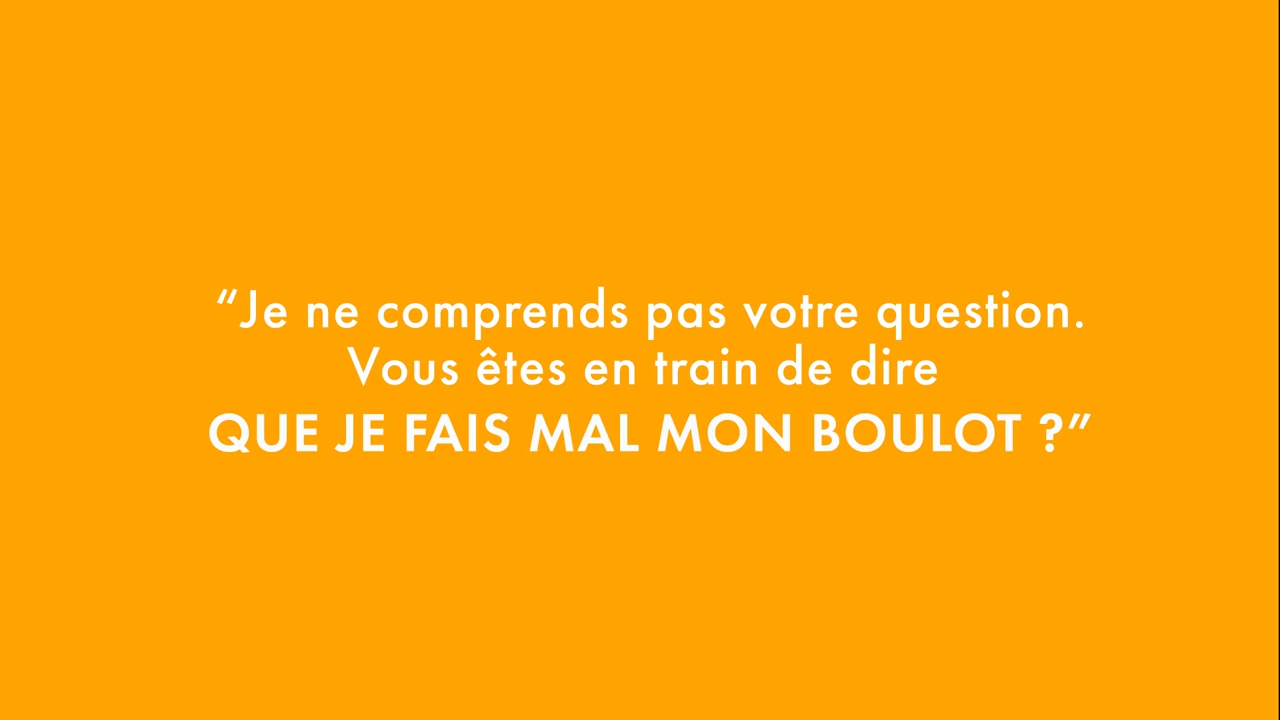 “Je ne comprends pas votre question.
Vous êtes en train de dire
QUE JE FAIS MAL MON BOULOT ?”